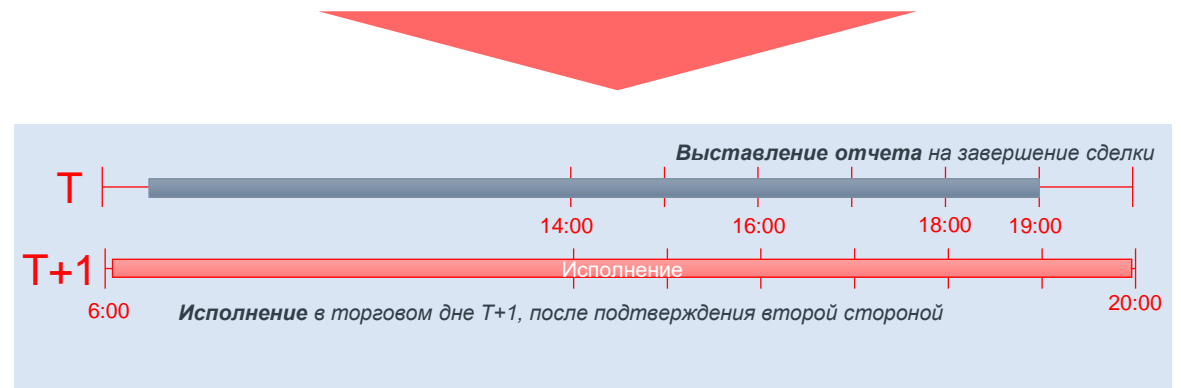 Выставление отчета на завершение сделки
T
14:00 16:00 18:00 19:00
T+1
Исполнение
6:00 20:00
Исполнение в торговом дне T+1, после подтверждения второй стороной